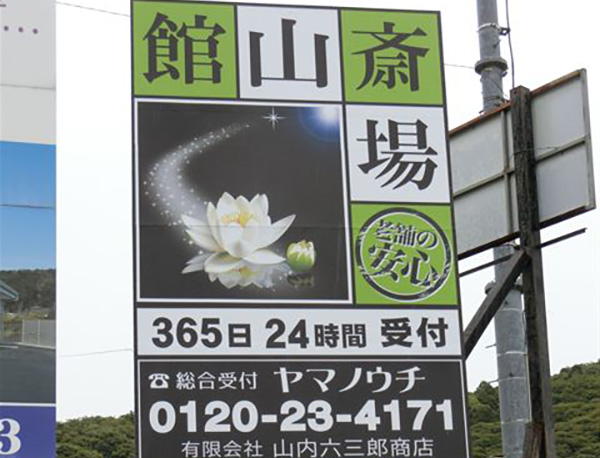 館山斎場
老舗の
安心
365日 24時間 受付
☎総合受付 ヤマノウチ
0120-23-4171
有限会社 山内六三郎商店
3